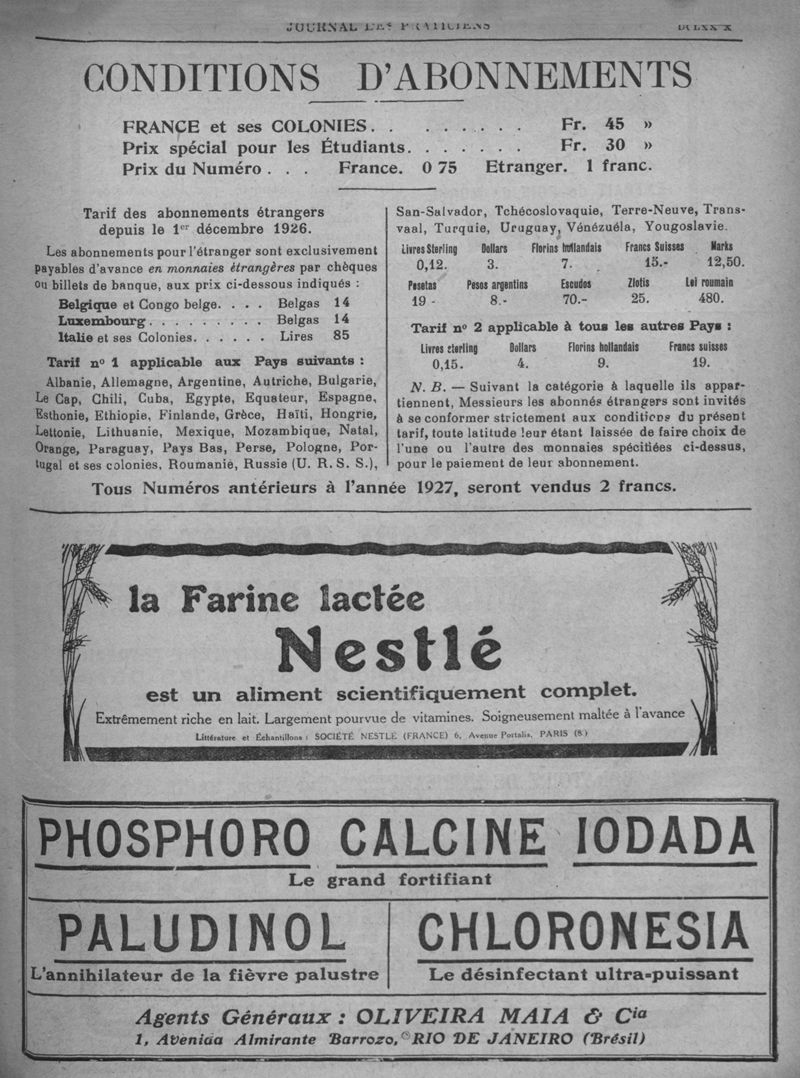 JOURNAL DES PRATICIENS
CONDITIONS D'ABONNEMENTS
FRANCE et ses COLONIES. . . . . . . . . Fr. 45 »
Prix spécial pour les Étudiants. . . . . . . Fr. 30 »
Prix du Numéro . . . France. 0 75 Etranger. 1 franc.
Tarif des abonnements étrangers
depuis le 1er décembre 1926.
Les abonnements pour l'étranger sont exclusivement
payables d'avance en monnaies étrangères par chèques
ou billets de banque, aux prix ci-dessous indiqués :
Belgique et Congo belge. . . . Belgas 14
Luxembourg. . . . . . . . . Belgas 14
Italie et ses Colonies. . . . . . Lires 85
Tarif no 1 applicable aux Pays suivants :
Albanie, Allemagne, Argentine, Autriche, Bulgarie,
Le Cap, Chili, Cuba, Egypte, Equateur, Espagne,
Esthonie, Ethiopie, Finlande, Grèce, Haïti, Hongrie,
Lettonie, Lithuanie, Mexique, Mozambique, Natal,
Orange, Paraguay, Pays Bas, Perse, Pologne, Por-
tugal et ses colonies, Roumanie, Russie (U. R. S. S.),
San-Salvador, Tchécoslovaquie, Terre-Neuve, Trans-
vaal, Turquie, Uruguay, Vénézuéla, Yougoslavie.
Livres Sterling Dollars Florins hollandais Francs Suisses Marks
0,12. 3. 7. 15.- 12,50.
Pesetas Pesos argentins Escudos Zlotis Lei roumain
19 - 8.- 70.- 25. 480.
Tarif no 2 applicable à tous les autres Pays :
Livres cterling Dollars Florins hollandais Francs suisses
0,15. 4. 9. 19.
N. B. — Suivant la catégorie à laquelle ils appar-
tiennent, Messieurs les abonnés étrangers sont invités
à se conformer strictement aux conditions du présent
tarif, toute latitude leur étant laissée de faire choix de
l'une ou l'autre des monnaies spécitiées ci-dessus,
pour le paiement de leur abonnement.
Tous Numéros antérieurs à l'année 1927, seront vendus 2 francs.
la Farine lactée
Nestlé
est un aliment scientifiquement complet.
Extrêmement riche en lait. Largement pourvue de vitamines. Soigneusement maltée à l'avance
Littérature et Échantillons : SOCIÉTÉ NESTLÉ (FRANCE) 6, Avenue Portalis, PARIS (8e)
PHOSPHORO CALCINE IODADA
Le grand fortifiant
PALUDINOL
L'annihilateur de la fièvre palustre
CHLORONESIA
Le désinfectant ultra-puissant
Agents Généraux : OLIVEIRA MAIA & Cia
1, Avenida Almirante Barrozo, RIO DE JANEIRO (Brésil)